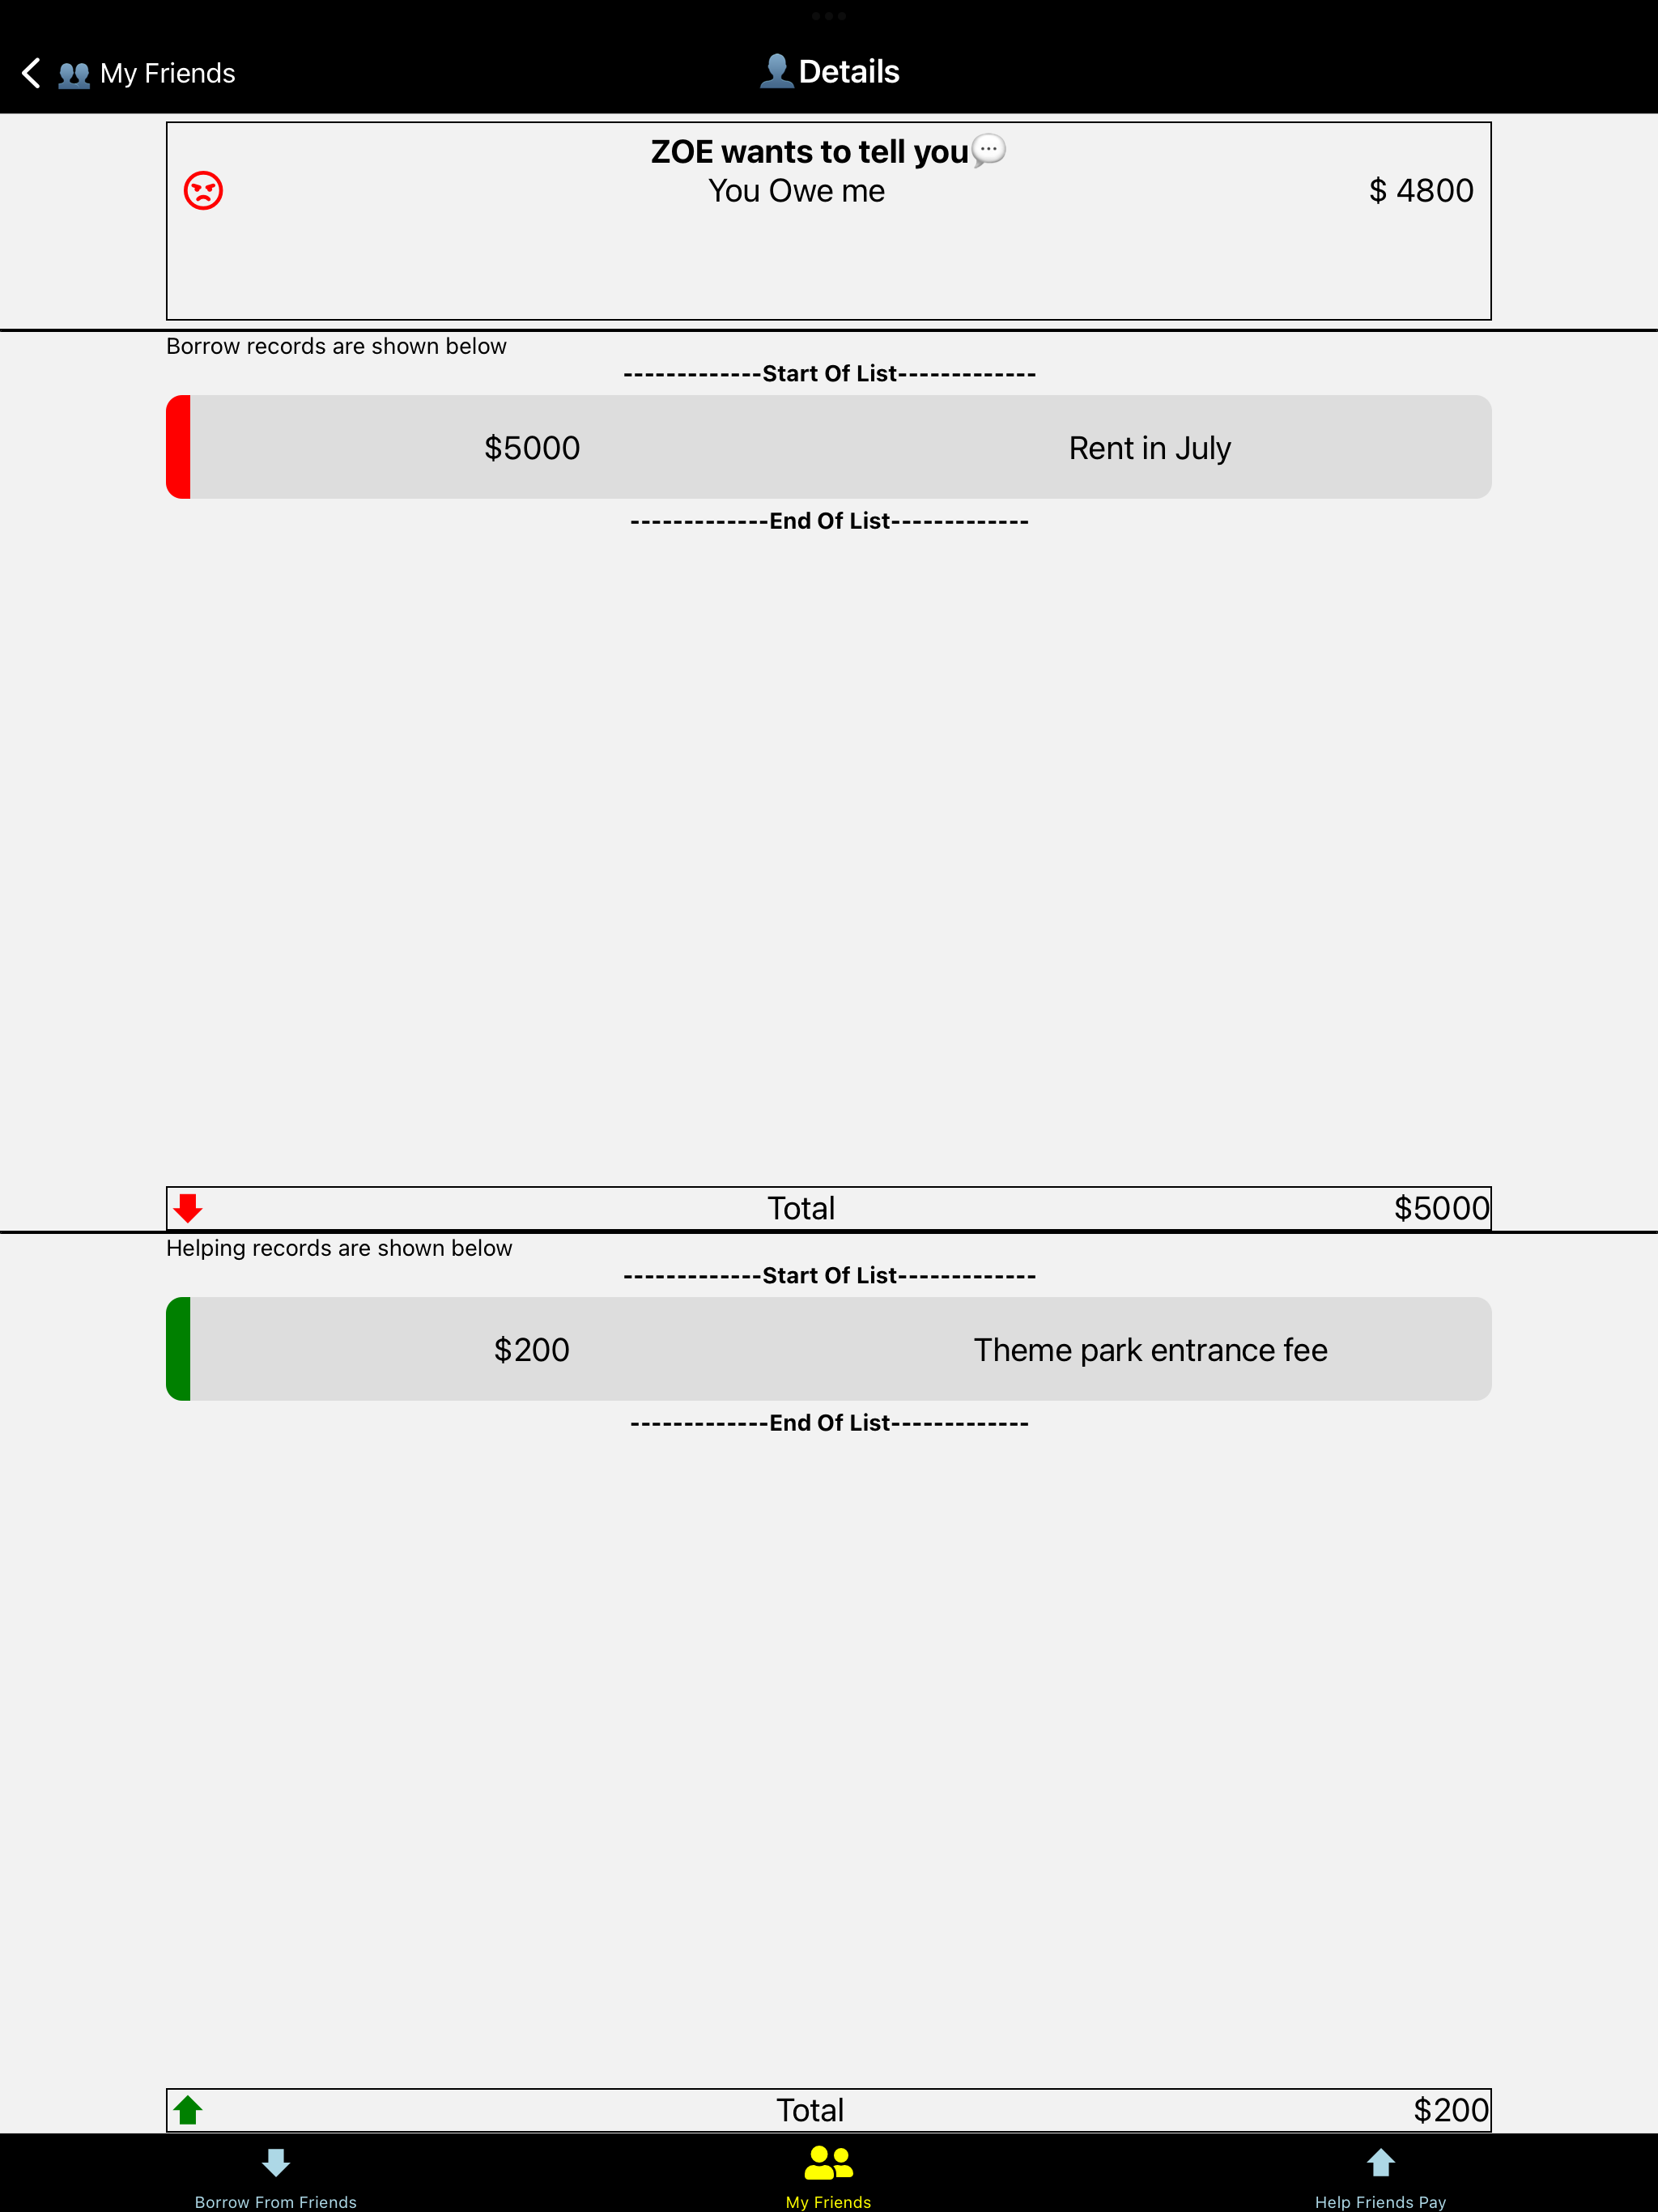 My Friends
Details
ZOE wants to tell you
You Owe me $ 4800
Borrow records are shown below
-------------Start Of List-------------
$5000 Rent in July
-------------End Of List-------------
Total $5000
Helping records are shown below
-------------Start Of List-------------
$200 Theme park entrance fee
-------------End Of List-------------
Total $200
Borrow From Friends My Friends Help Friends Pay